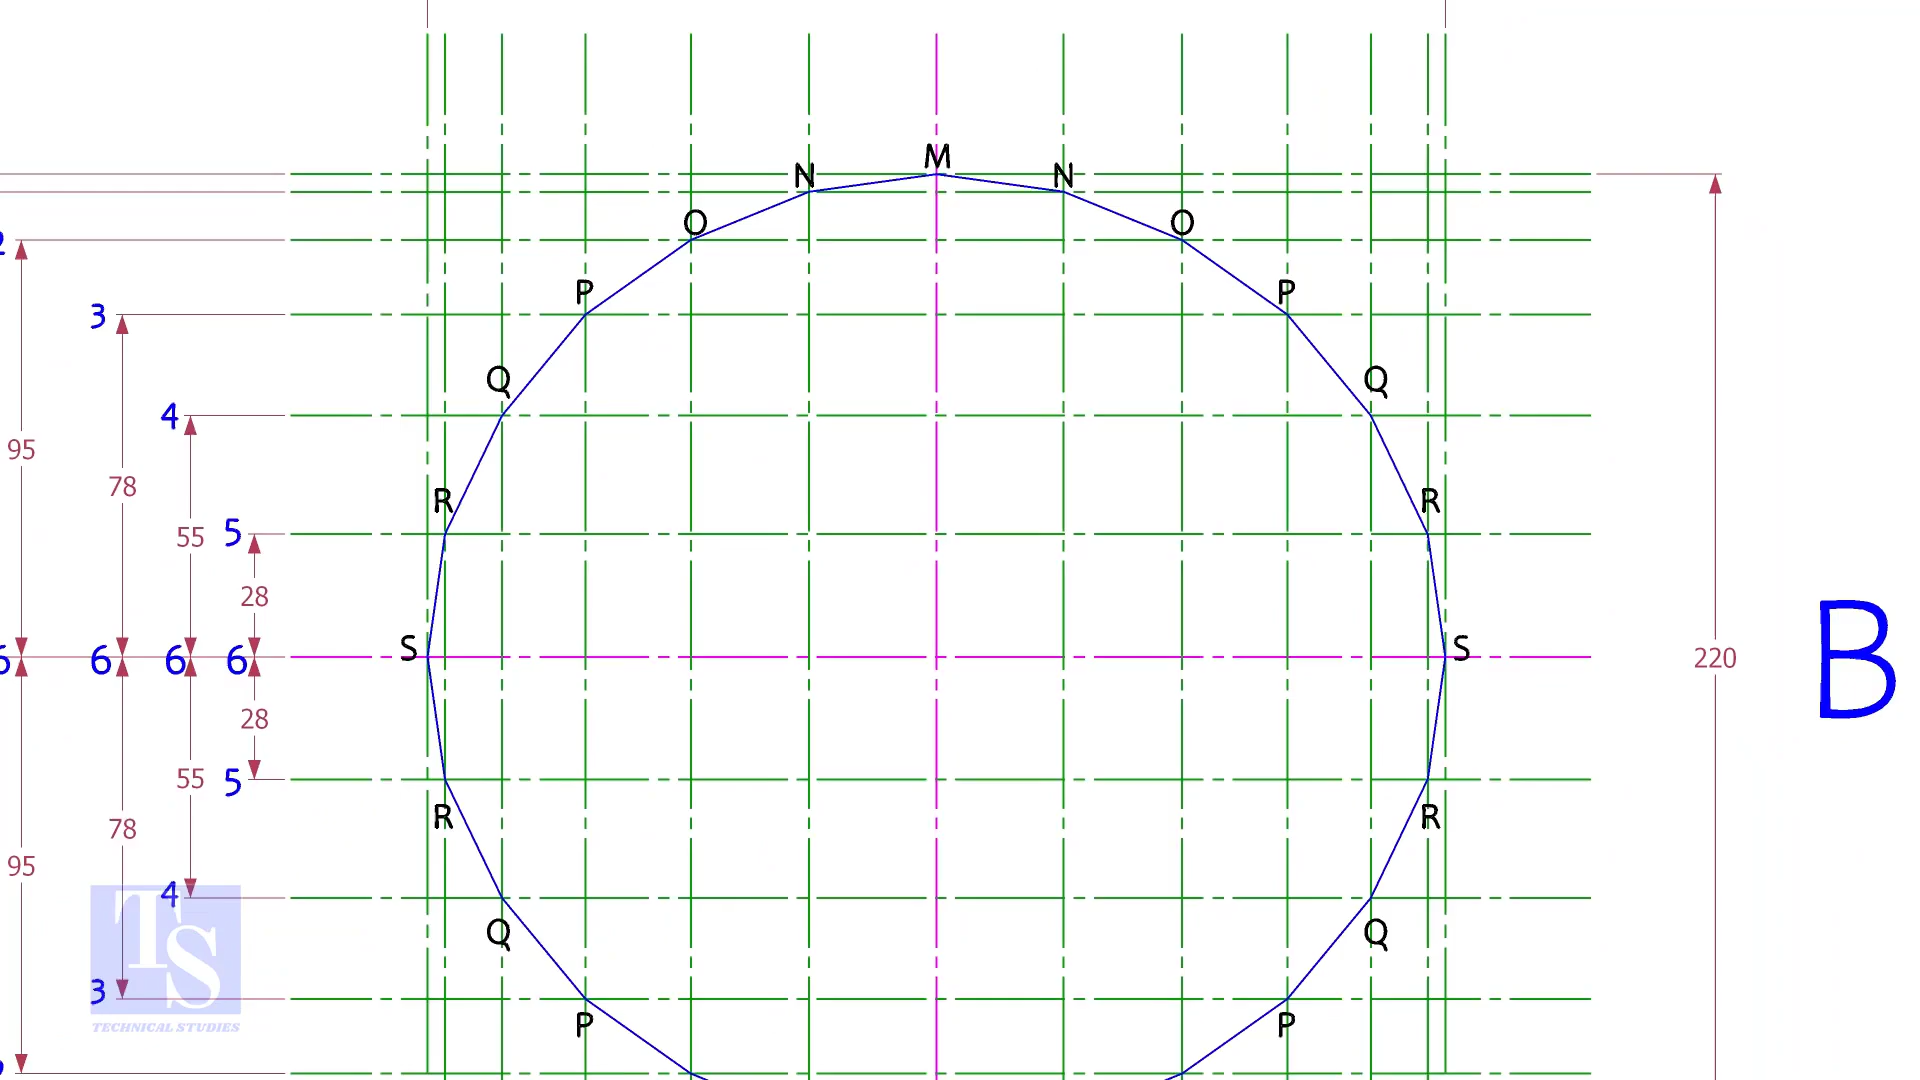 M
N N
O O
P P
3
Q Q
4
95
78
R R
5
55
28
S S
6 6 6 6
220
B
28
5
55
R R
78
95
4
Q Q
3
TS
TECHNICAL STUDIES
P P